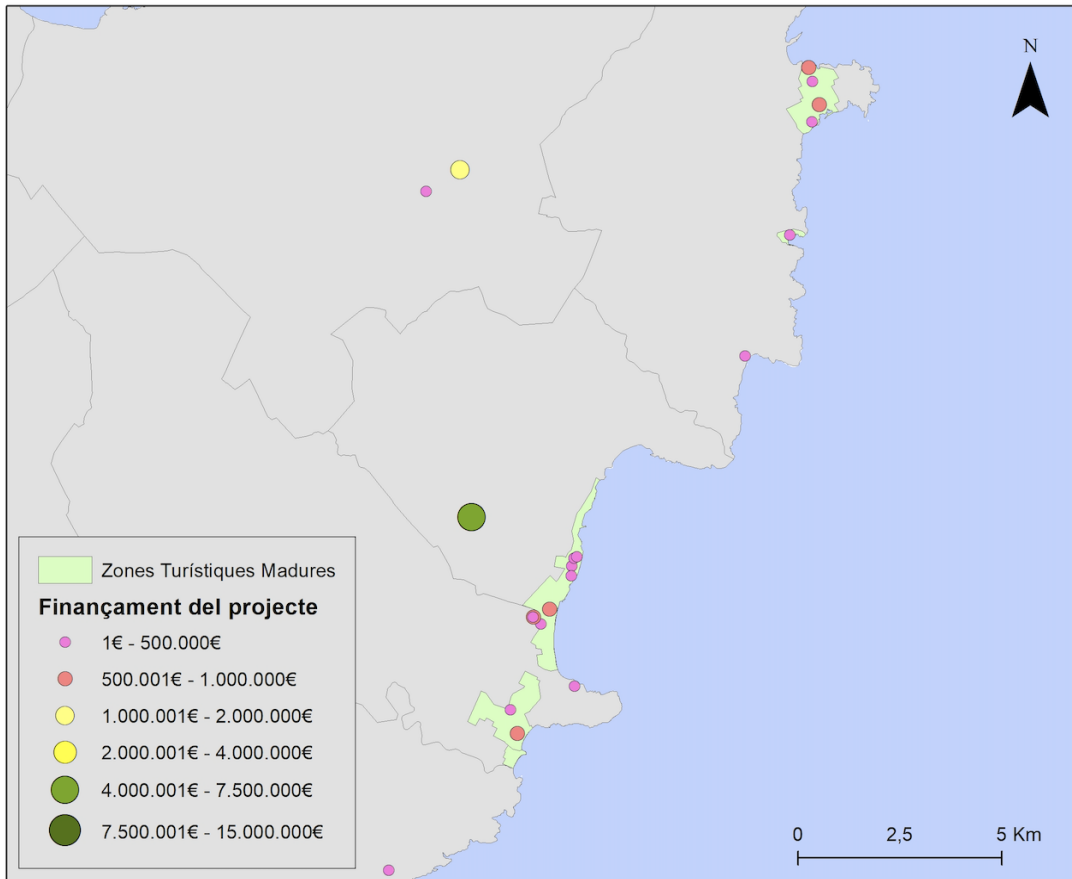 N
Zones Turístiques Madures
Finançament del projecte
1€ - 500.000€
500.001€ - 1.000.000€
1.000.001€ - 2.000.000€
2.000.001€ - 4.000.000€
4.000.001€ - 7.500.000€
7.500.001€ - 15.000.000€
0 2,5 5 Km